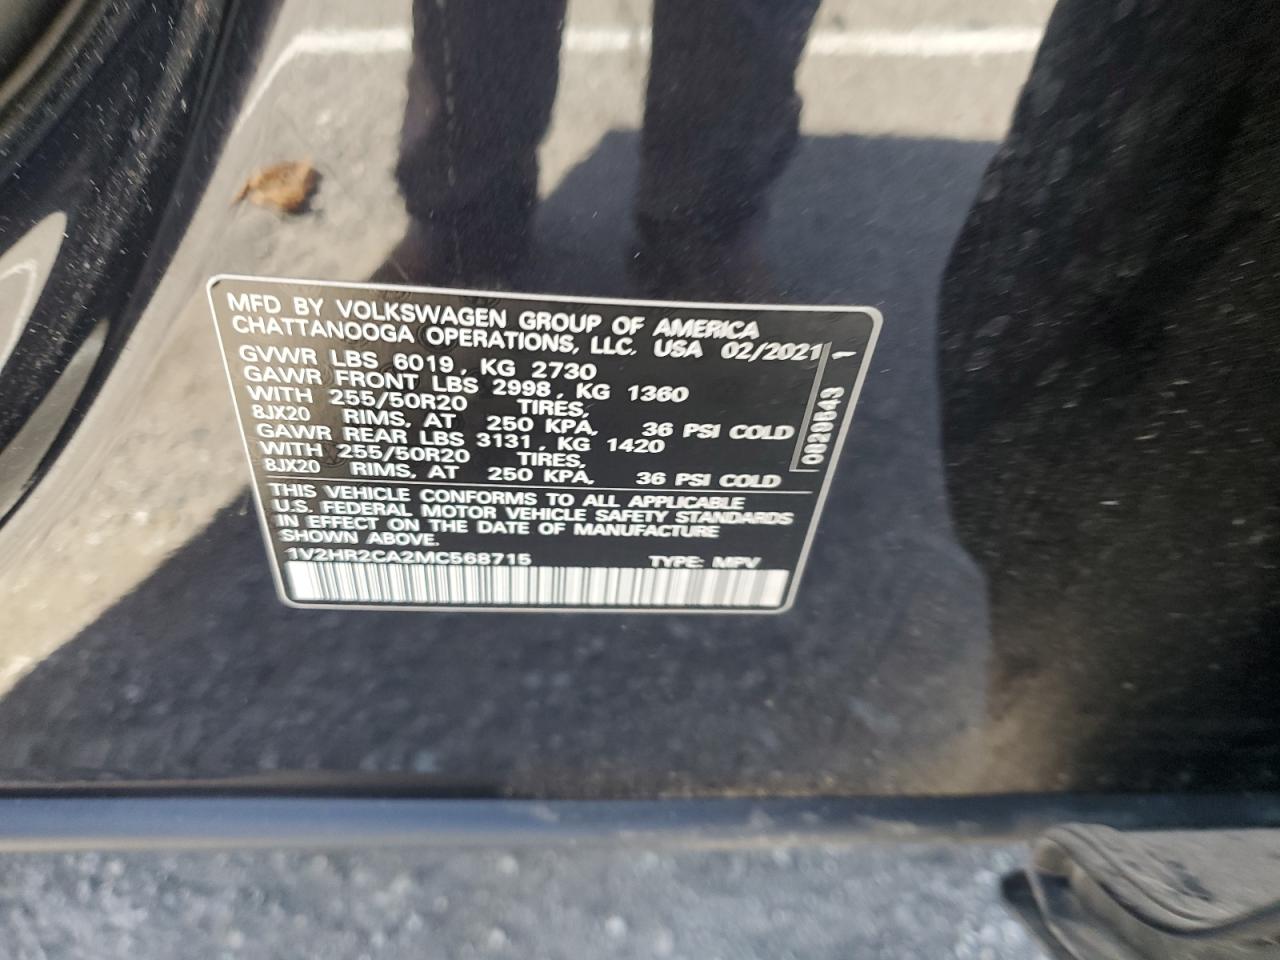 MFD BY VOLKSWAGEN GROUP OF AMERICA
CHATTANOOGA OPERATIONS, LLC. USA 02/2021
GVWR LBS 6019, KG 2730
GAWR FRONT LBS 2998, KG 1360
WITH 255/50R20 TIRES,
8JX20 RIMS, AT 250 KPA, 36 PSI COLD
GAWR REAR LBS 3131, KG 1420
WITH 255/50R20 TIRES,
8JX20 RIMS, AT 250 KPA, 36 PSI COLD
THIS VEHICLE CONFORMS TO ALL APPLICABLE
U.S. FEDERAL MOTOR VEHICLE SAFETY STANDARDS
IN EFFECT ON THE DATE OF MANUFACTURE
SHOWN ABOVE.
1V2HR2CA2MC568715 TYPE: MPV
0829543